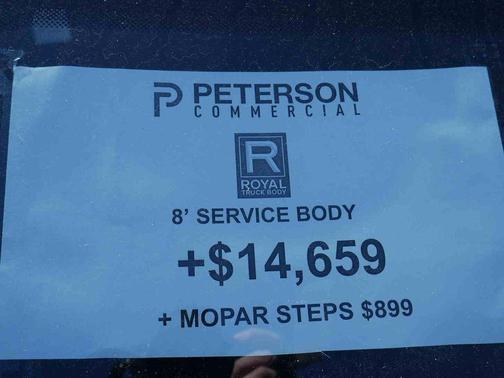 PETERSON
COMMERCIAL
R
ROYAL
TRUCK BODY
8' SERVICE BODY
+$14,659
+ MOPAR STEPS $899